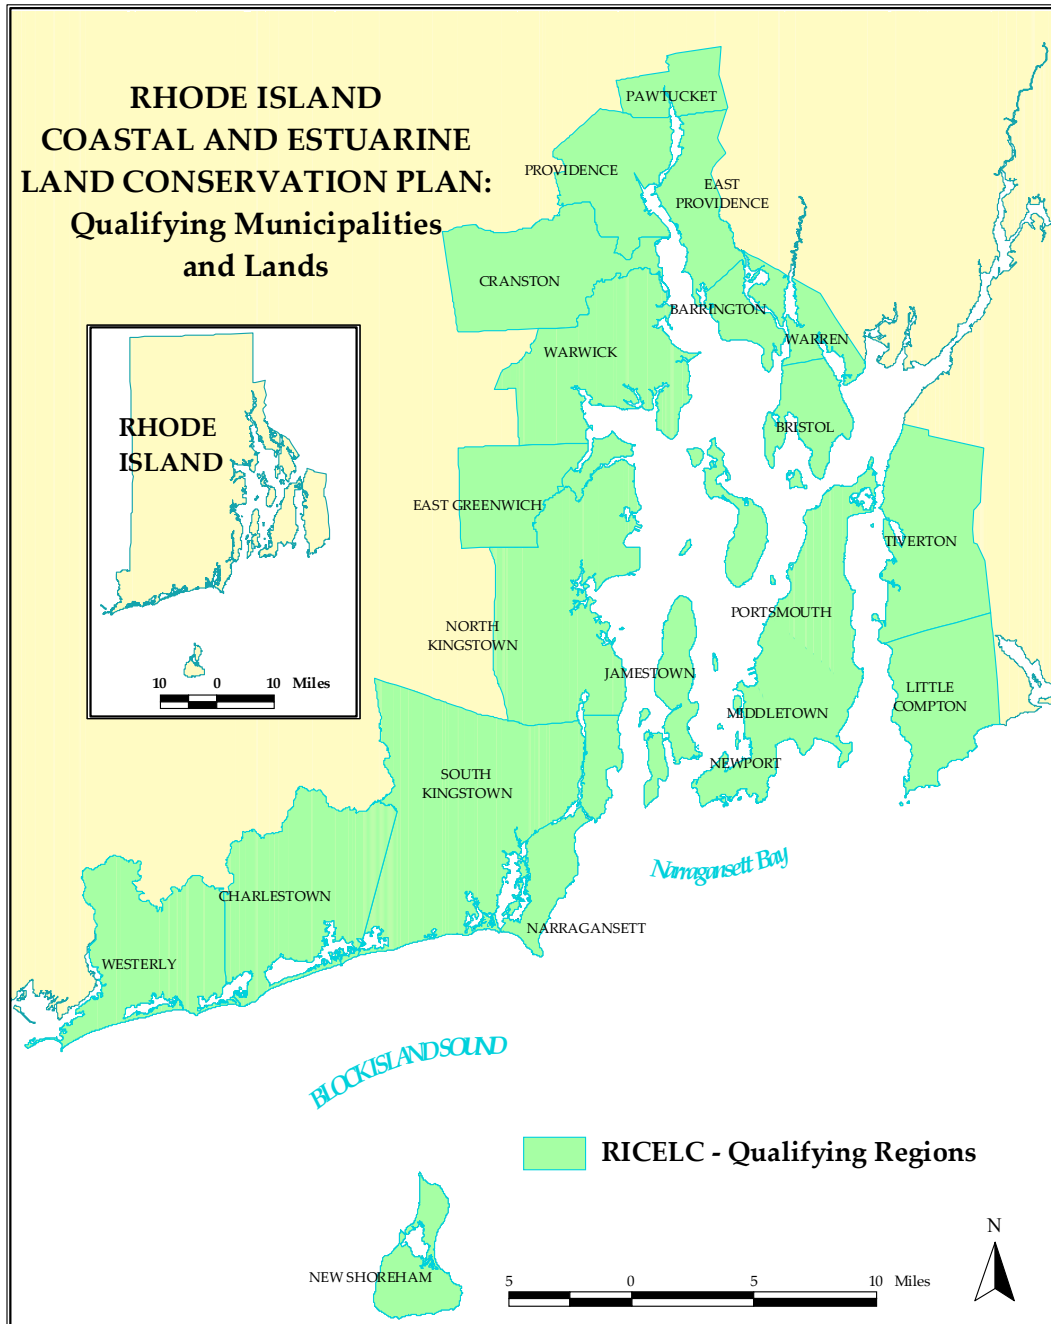 RHODE ISLAND
COASTAL AND ESTUARINE
LAND CONSERVATION PLAN:
Qualifying Municipalities
and Lands
RHODE
ISLAND
10 0 10 Miles
PAWTUCKET
PROVIDENCE
EAST
PROVIDENCE
CRANSTON
BARRINGTON
WARREN
WARWICK
BRISTOL
EAST GREENWICH
TIVERTON
PORTSMOUTH
NORTH
KINGSTOWN
JAMESTOWN
LITTLE
COMPTON
MIDDLETOWN
NEWPORT
SOUTH
KINGSTOWN
Narragansett Bay
CHARLESTOWN
NARRAGANSETT
WESTERLY
BLOCK ISLAND SOUND
RICELC - Qualifying Regions
NEW SHOREHAM
5 0 5 10 Miles
N